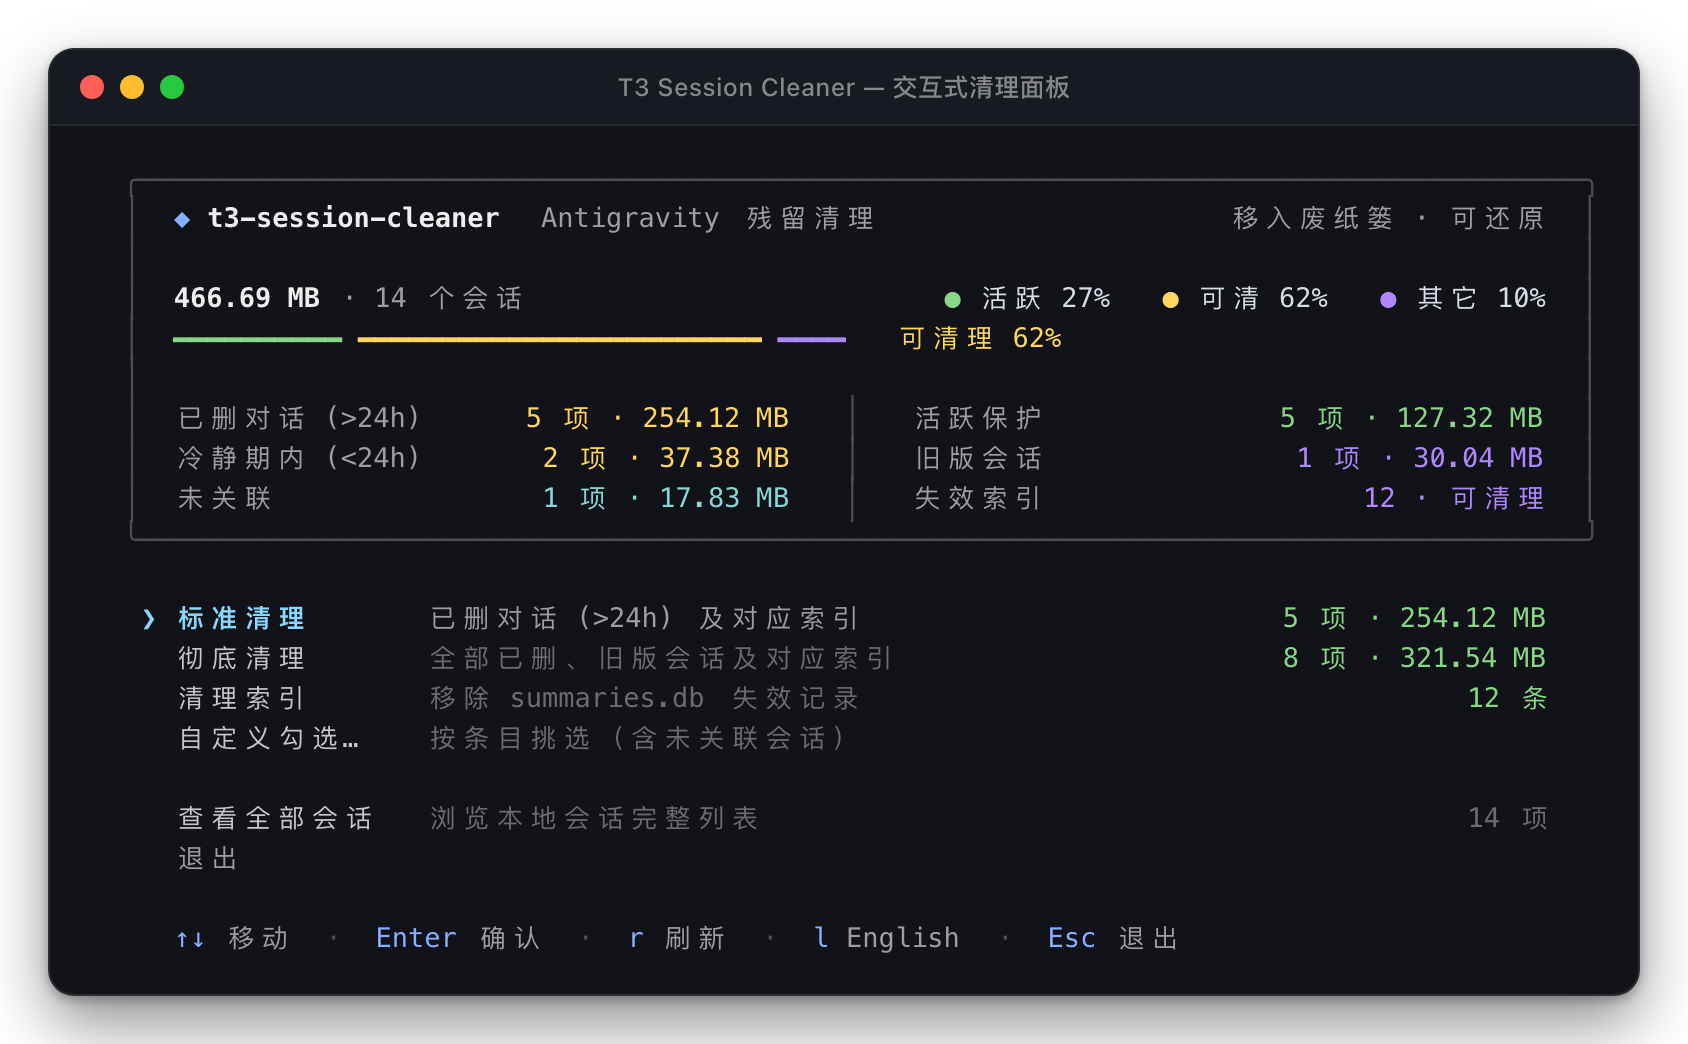 T3 Session Cleaner — 交互式清理面板
◆ t3-session-cleaner Antigravity 残留清理 移入废纸篓 · 可还原
466.69 MB · 14 个会话 ● 活跃 27% ● 可清 62% ● 其它 10%
可清理 62%
已删对话 (>24h) 5 项 · 254.12 MB 活跃保护 5 项 · 127.32 MB
冷静期内 (<24h) 2 项 · 37.38 MB 旧版会话 1 项 · 30.04 MB
未关联 1 项 · 17.83 MB 失效索引 12 · 可清理
❯ 标准清理 已删对话 (>24h) 及对应索引 5 项 · 254.12 MB
彻底清理 全部已删、旧版会话及对应索引 8 项 · 321.54 MB
清理索引 移除 summaries.db 失效记录 12 条
自定义勾选… 按条目挑选（含未关联会话）
查看全部会话 浏览本地会话完整列表 14 项
退出
↑↓ 移动 · Enter 确认 · r 刷新 · l English · Esc 退出